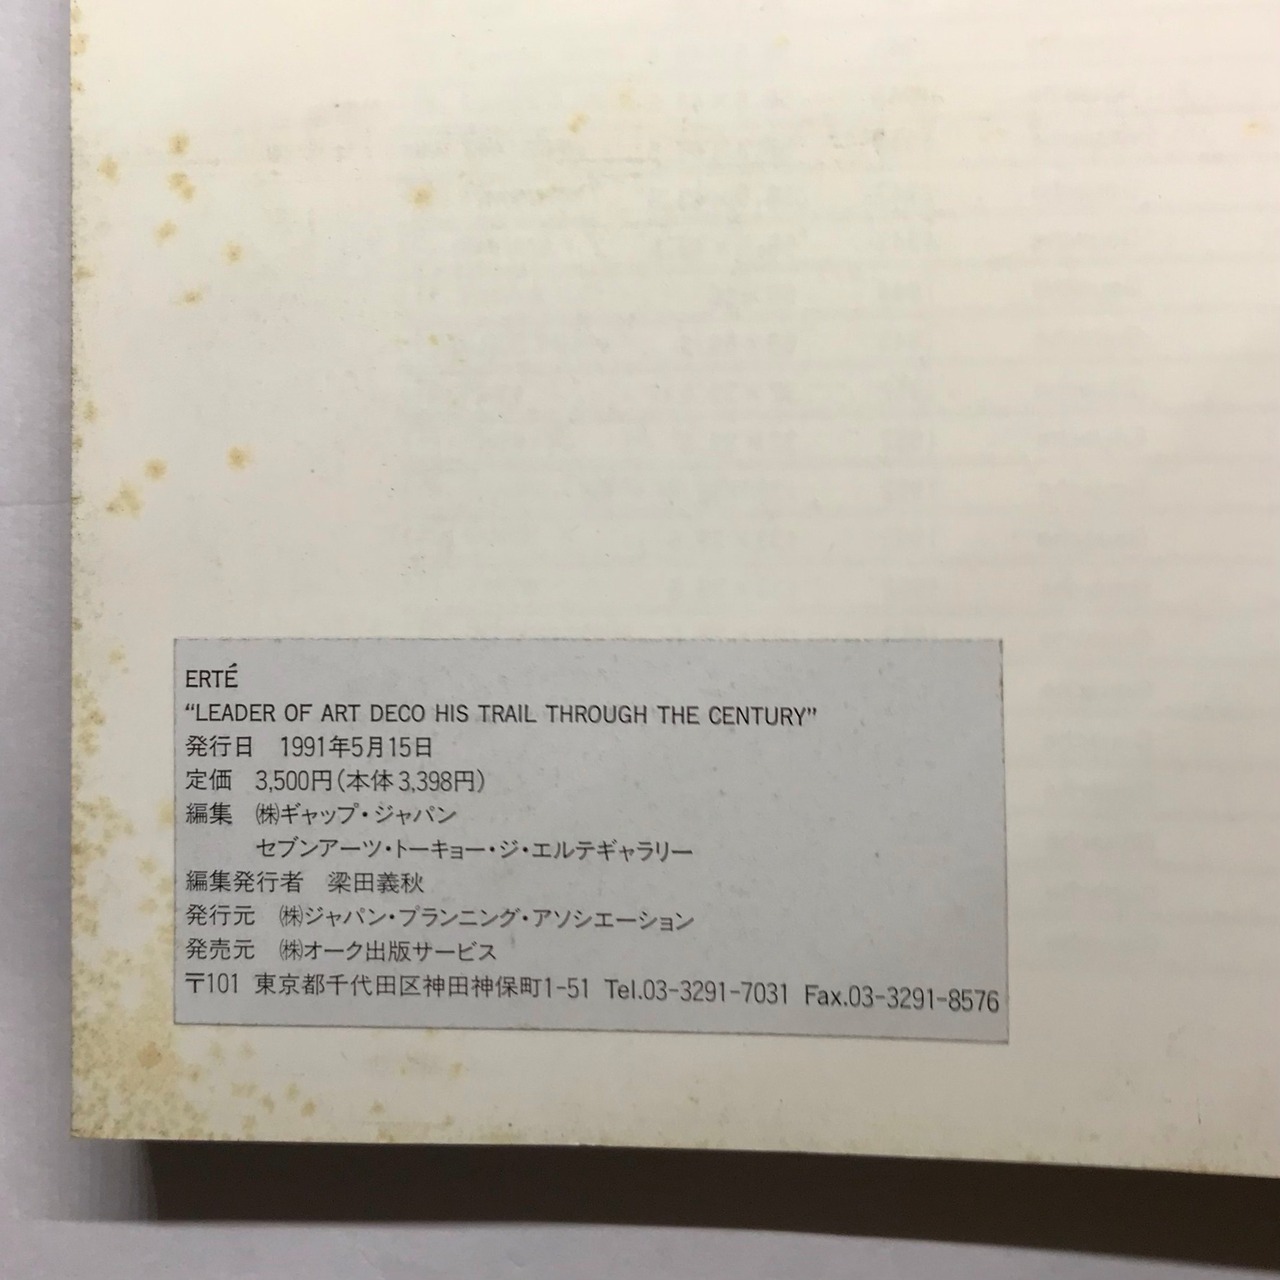 ERTÉ
“LEADER OF ART DECO HIS TRAIL THROUGH THE CENTURY”
発行日　1991年5月15日
定価　3,500円(本体3,398円)
編集　㈱ギャップ・ジャパン
セブンアーツ・トーキョー・ジ・エルテギャラリー
編集発行者　梁田義秋
発行元　㈱ジャパン・プランニング・アソシエーション
発売元　㈱オーク出版サービス
〒101 東京都千代田区神田神保町1-51 Tel.03-3291-7031 Fax.03-3291-8576